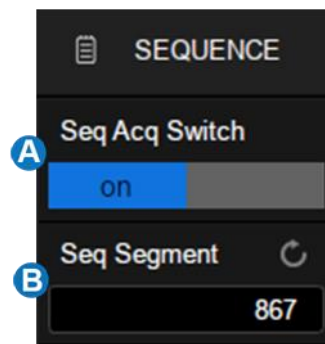 SEQUENCE
Seq Acq Switch
A
on
Seq Segment
B
867